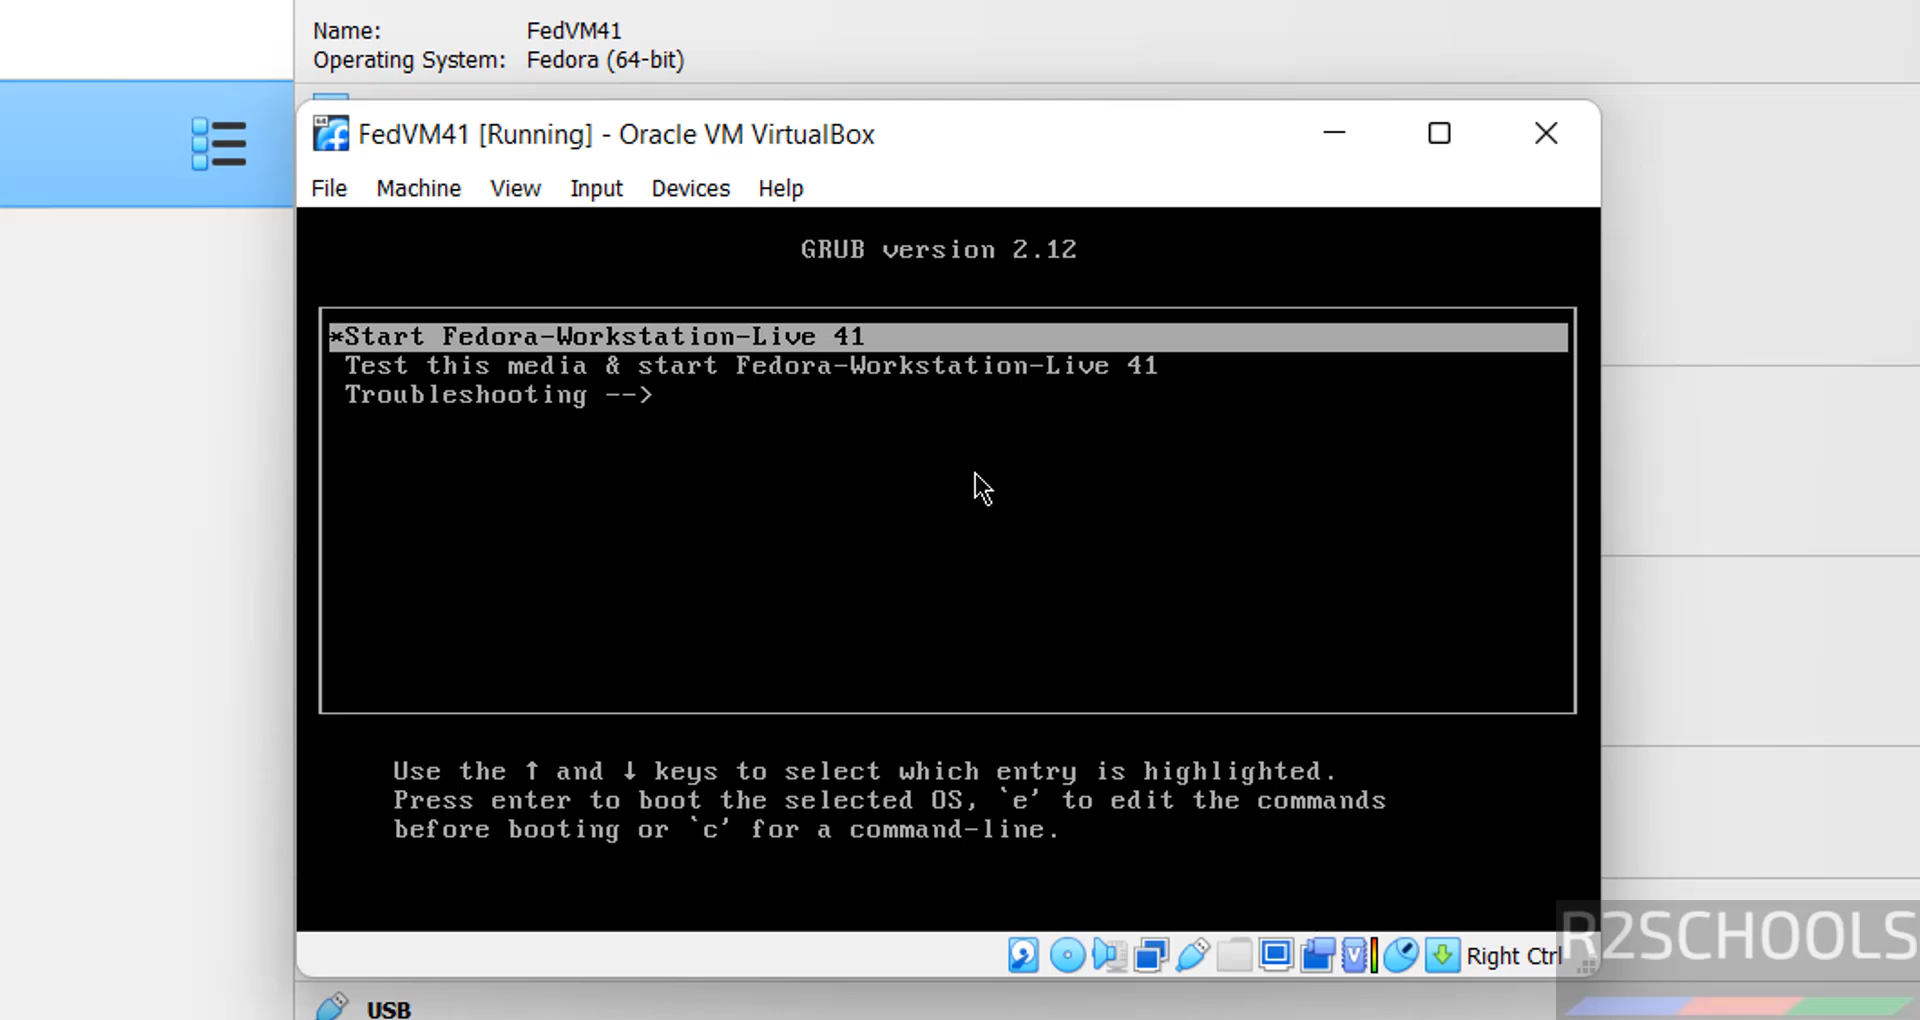 Name: FedVM41
Operating System: Fedora (64-bit)
FedVM41 [Running] - Oracle VM VirtualBox
File Machine View Input Devices Help
GRUB version 2.12
*Start Fedora-Workstation-Live 41
Test this media & start Fedora-Workstation-Live 41
Troubleshooting -->
Use the ↑ and ↓ keys to select which entry is highlighted.
Press enter to boot the selected OS, `e' to edit the commands
before booting or `c' for a command-line.
Right Ctrl
R2SCHOOLS
USB